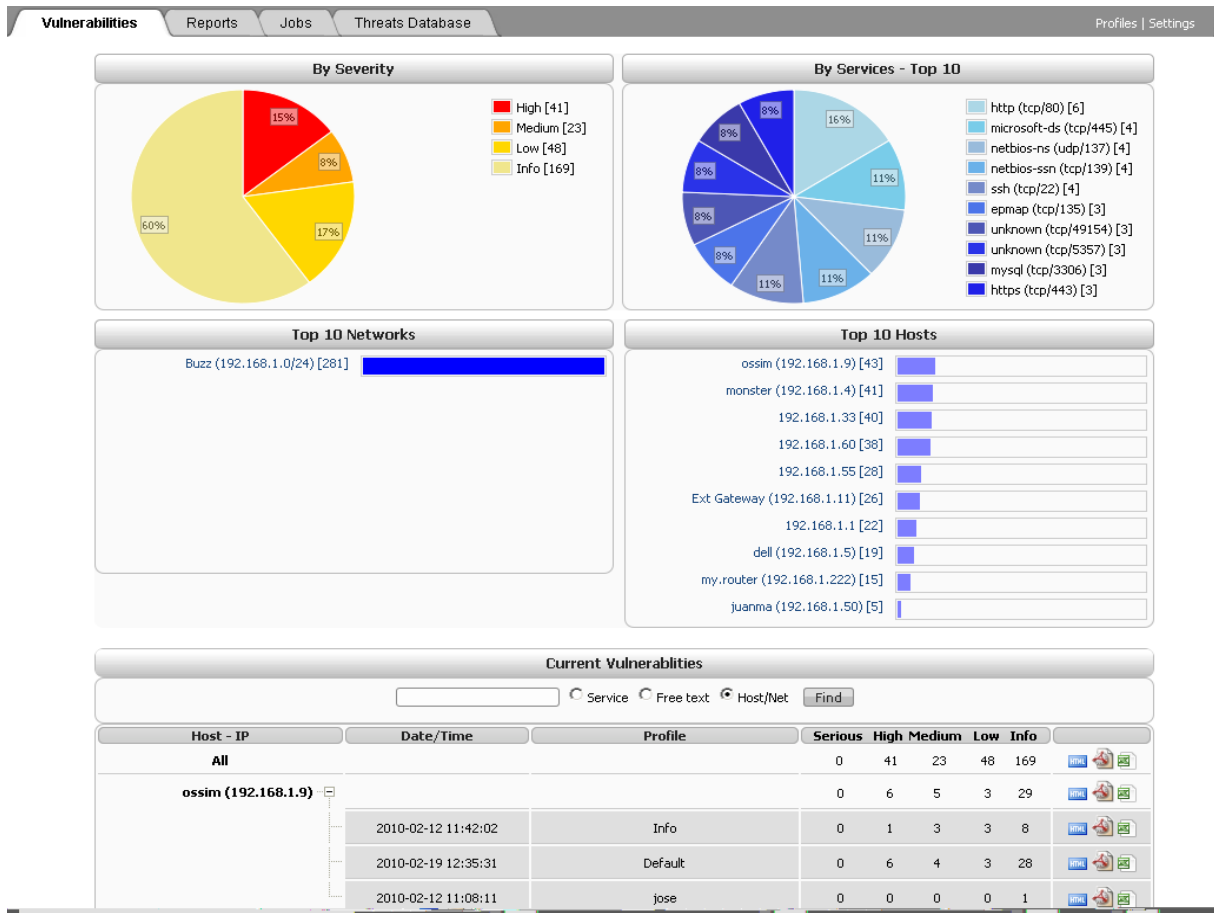 Vulnerabilities Reports Jobs Threats Database Profiles | Settings
By Severity
15%
8%
17%
60%
High [41]
Medium [23]
Low [48]
Info [169]
By Services - Top 10
16%
11%
11%
11%
11%
8%
8%
8%
8%
8%
http (tcp/80) [6]
microsoft-ds (tcp/445) [4]
netbios-ns (udp/137) [4]
netbios-ssn (tcp/139) [4]
ssh (tcp/22) [4]
epmap (tcp/135) [3]
unknown (tcp/49154) [3]
unknown (tcp/5357) [3]
mysql (tcp/3306) [3]
https (tcp/443) [3]
Top 10 Networks
Buzz (192.168.1.0/24) [281]
Top 10 Hosts
ossim (192.168.1.9) [43]
monster (192.168.1.4) [41]
192.168.1.33 [40]
192.168.1.60 [38]
192.168.1.55 [28]
Ext Gateway (192.168.1.11) [26]
192.168.1.1 [22]
dell (192.168.1.5) [19]
my.router (192.168.1.222) [15]
juanma (192.168.1.50) [5]
Current Vulnerablities
Service Free text Host/Net Find
Host - IP Date/Time Profile Serious High Medium Low Info
All 0 41 23 48 169 HTML
ossim (192.168.1.9) 0 6 5 3 29 HTML
2010-02-12 11:42:02 Info 0 1 3 3 8 HTML
2010-02-19 12:35:31 Default 0 6 4 3 28 HTML
2010-02-12 11:08:11 jose 0 0 0 0 1 HTML